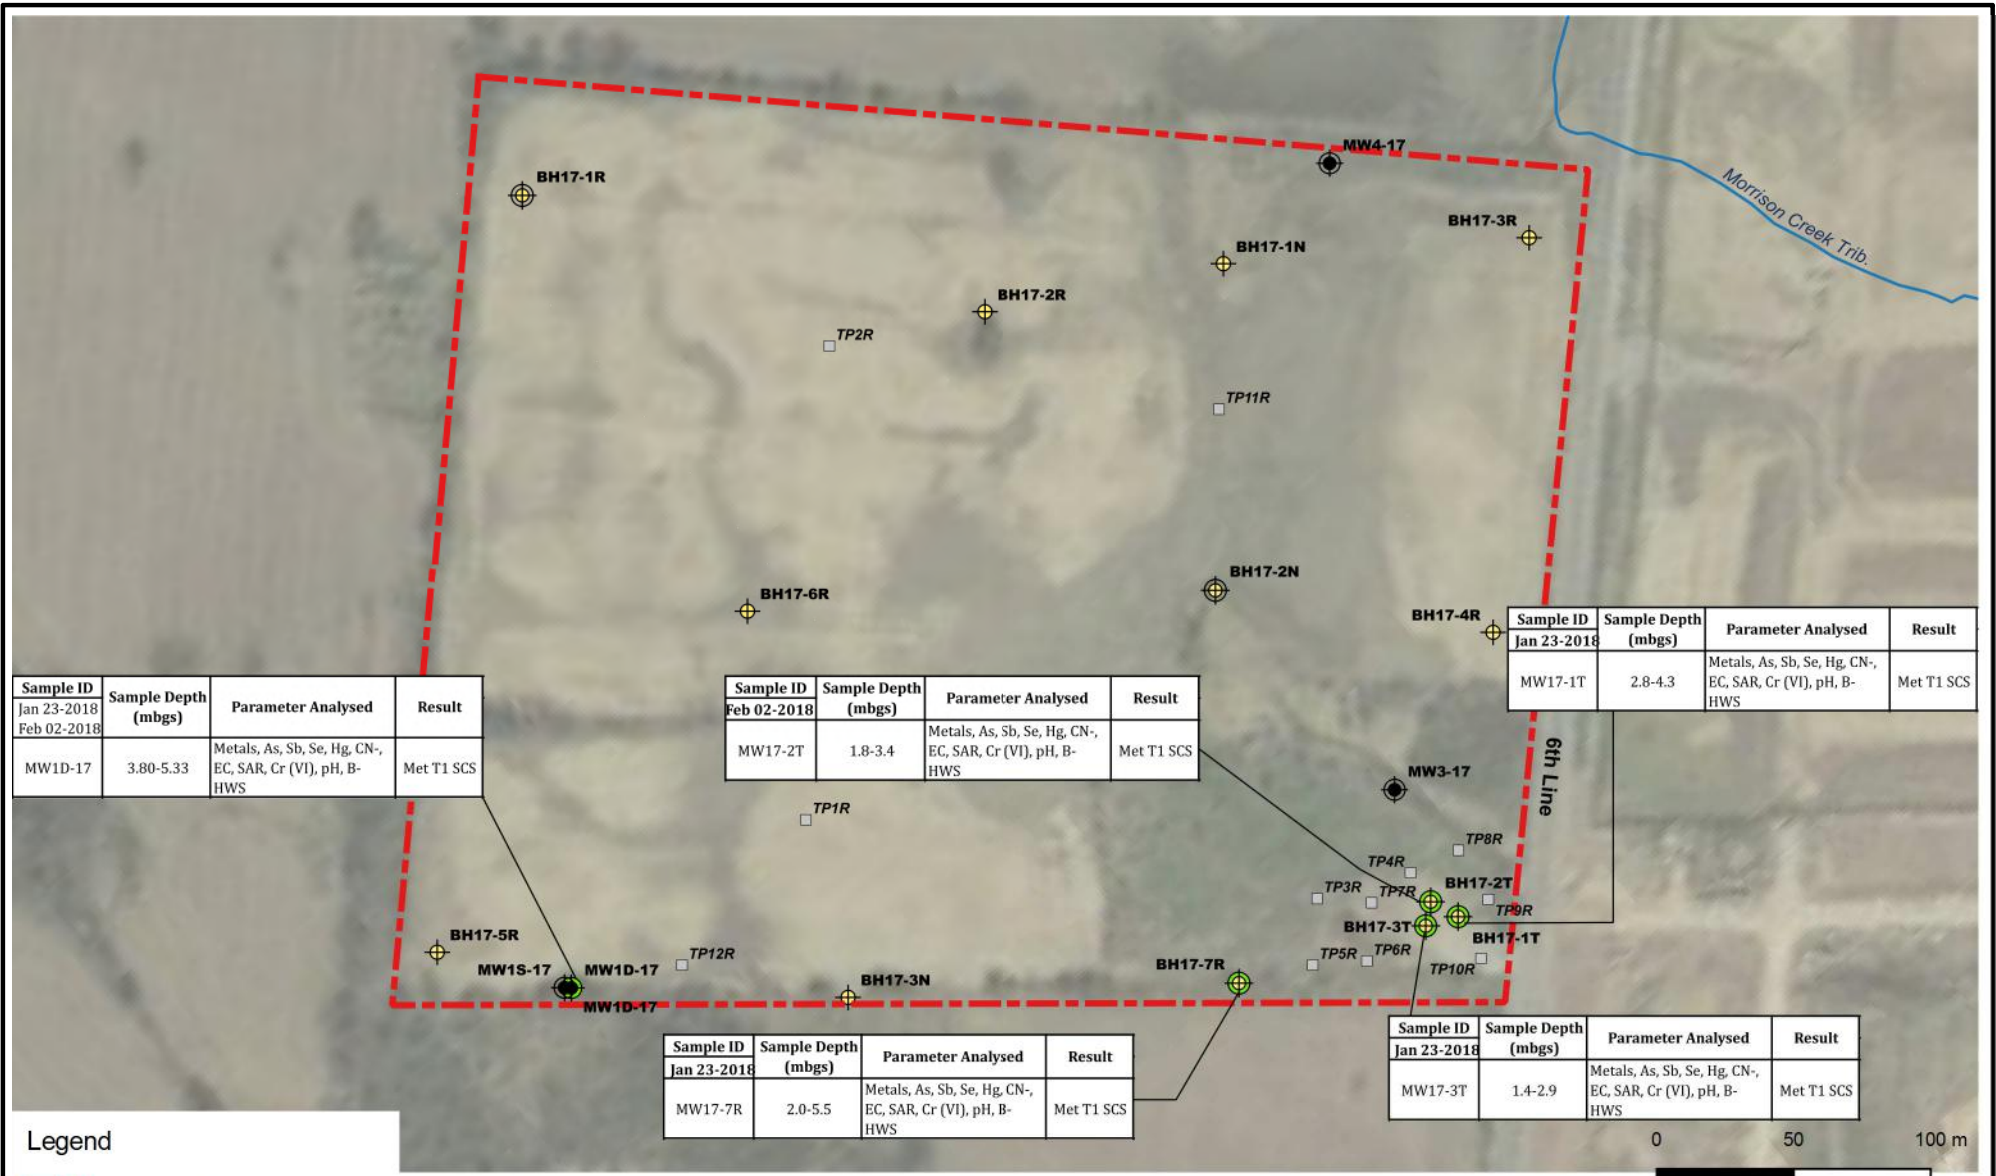 MW4-17
BH17-1R
Morrison Creek Trib.
BH17-3R
BH17-1N
BH17-2R
TP2R
TP11R
BH17-2N
BH17-6R
BH17-4R
Sample ID
Jan 23-2018
Sample Depth
(mbgs)
Parameter Analysed
Result
MW17-1T
2.8-4.3
Metals, As, Sb, Se, Hg, CN-,
EC, SAR, Cr (VI), pH, B-
HWS
Met T1 SCS
Sample ID
Jan 23-2018
Feb 02-2018
Sample Depth
(mbgs)
Parameter Analysed
Result
MW1D-17
3.80-5.33
Metals, As, Sb, Se, Hg, CN-,
EC, SAR, Cr (VI), pH, B-
HWS
Met T1 SCS
Sample ID
Feb 02-2018
Sample Depth
(mbgs)
Parameter Analysed
Result
MW17-2T
1.8-3.4
Metals, As, Sb, Se, Hg, CN-,
EC, SAR, Cr (VI), pH, B-
HWS
Met T1 SCS
6th Line
MW3-17
TP1R
TP8R
TP4R
TP3R
TP7R
BH17-2T
TP9R
BH17-3T
BH17-1T
BH17-5R
MW1S-17
MW1D-17
MW1D-17
TP12R
BH17-3N
BH17-7R
TP5R
TP6R
TP10R
Sample ID
Jan 23-2018
Sample Depth
(mbgs)
Parameter Analysed
Result
MW17-7R
2.0-5.5
Metals, As, Sb, Se, Hg, CN-,
EC, SAR, Cr (VI), pH, B-
HWS
Met T1 SCS
Sample ID
Jan 23-2018
Sample Depth
(mbgs)
Parameter Analysed
Result
MW17-3T
1.4-2.9
Metals, As, Sb, Se, Hg, CN-,
EC, SAR, Cr (VI), pH, B-
HWS
Met T1 SCS
Legend
0 50 100 m